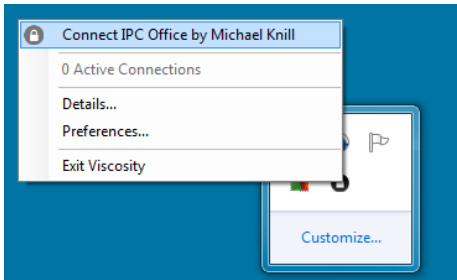 Connect IPC Office by Michael Knill
0 Active Connections
Details...
Preferences...
Exit Viscosity
Customize...